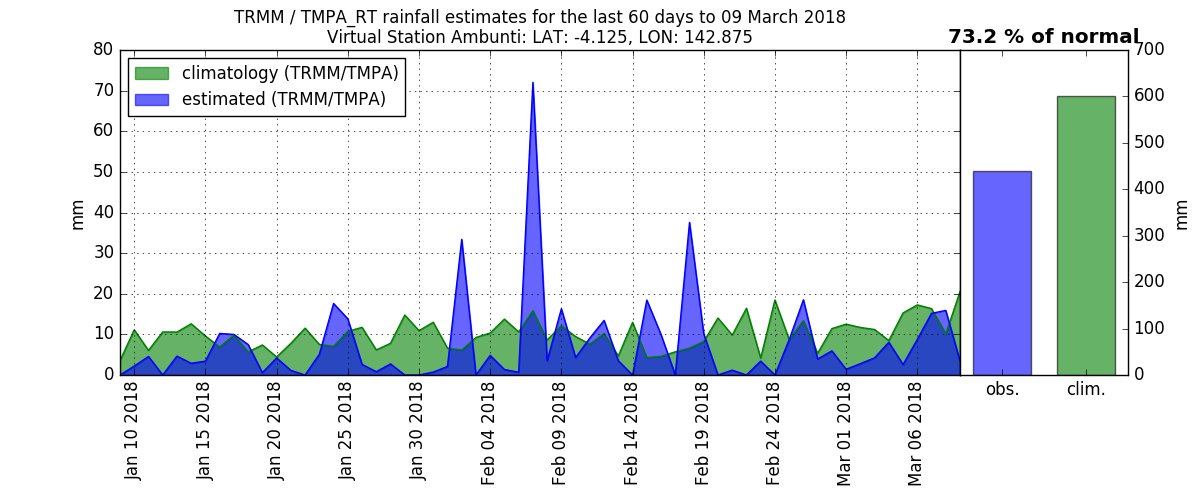 TRMM / TMPA_RT rainfall estimates for the last 60 days to 09 March 2018
Virtual Station Ambunti: LAT: -4.125, LON: 142.875
73.2 % of normal
climatology (TRMM/TMPA)
estimated (TRMM/TMPA)
mm
80
70
60
50
40
30
20
10
0
Jan 10 2018
Jan 15 2018
Jan 20 2018
Jan 25 2018
Jan 30 2018
Feb 04 2018
Feb 09 2018
Feb 14 2018
Feb 19 2018
Feb 24 2018
Mar 01 2018
Mar 06 2018
obs.
clim.
700
600
500
400
300
200
100
0
mm